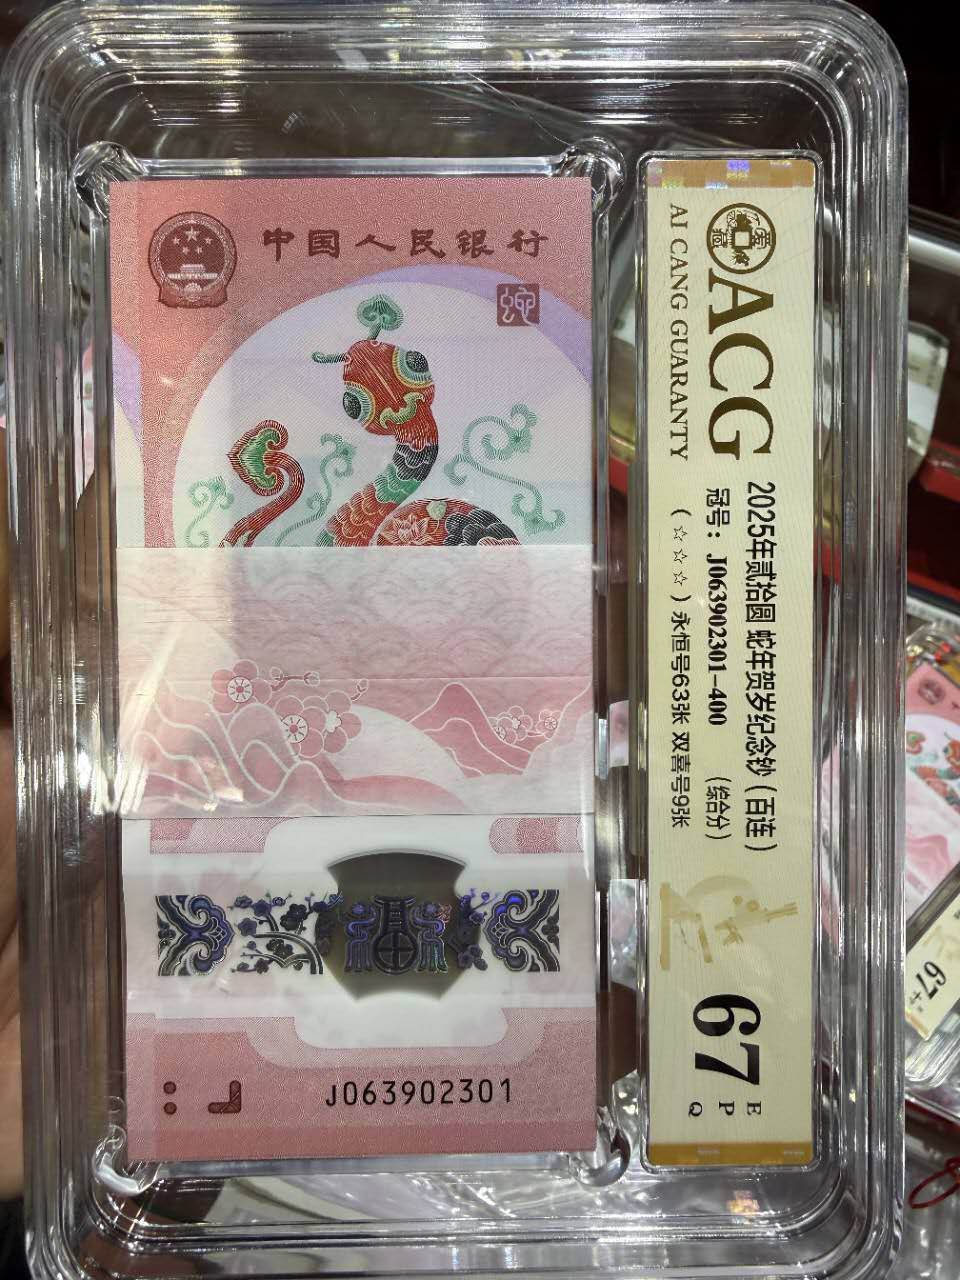 中国人民银行
蛇
J063902301
ACG
AI CANG GUARANTY
2025年贰拾圆 蛇年贺岁纪念钞（百连）
冠号：J063902301-400 （综合分）
（☆☆☆）永恒号63张 双喜号9张
67
E
P
Q
67